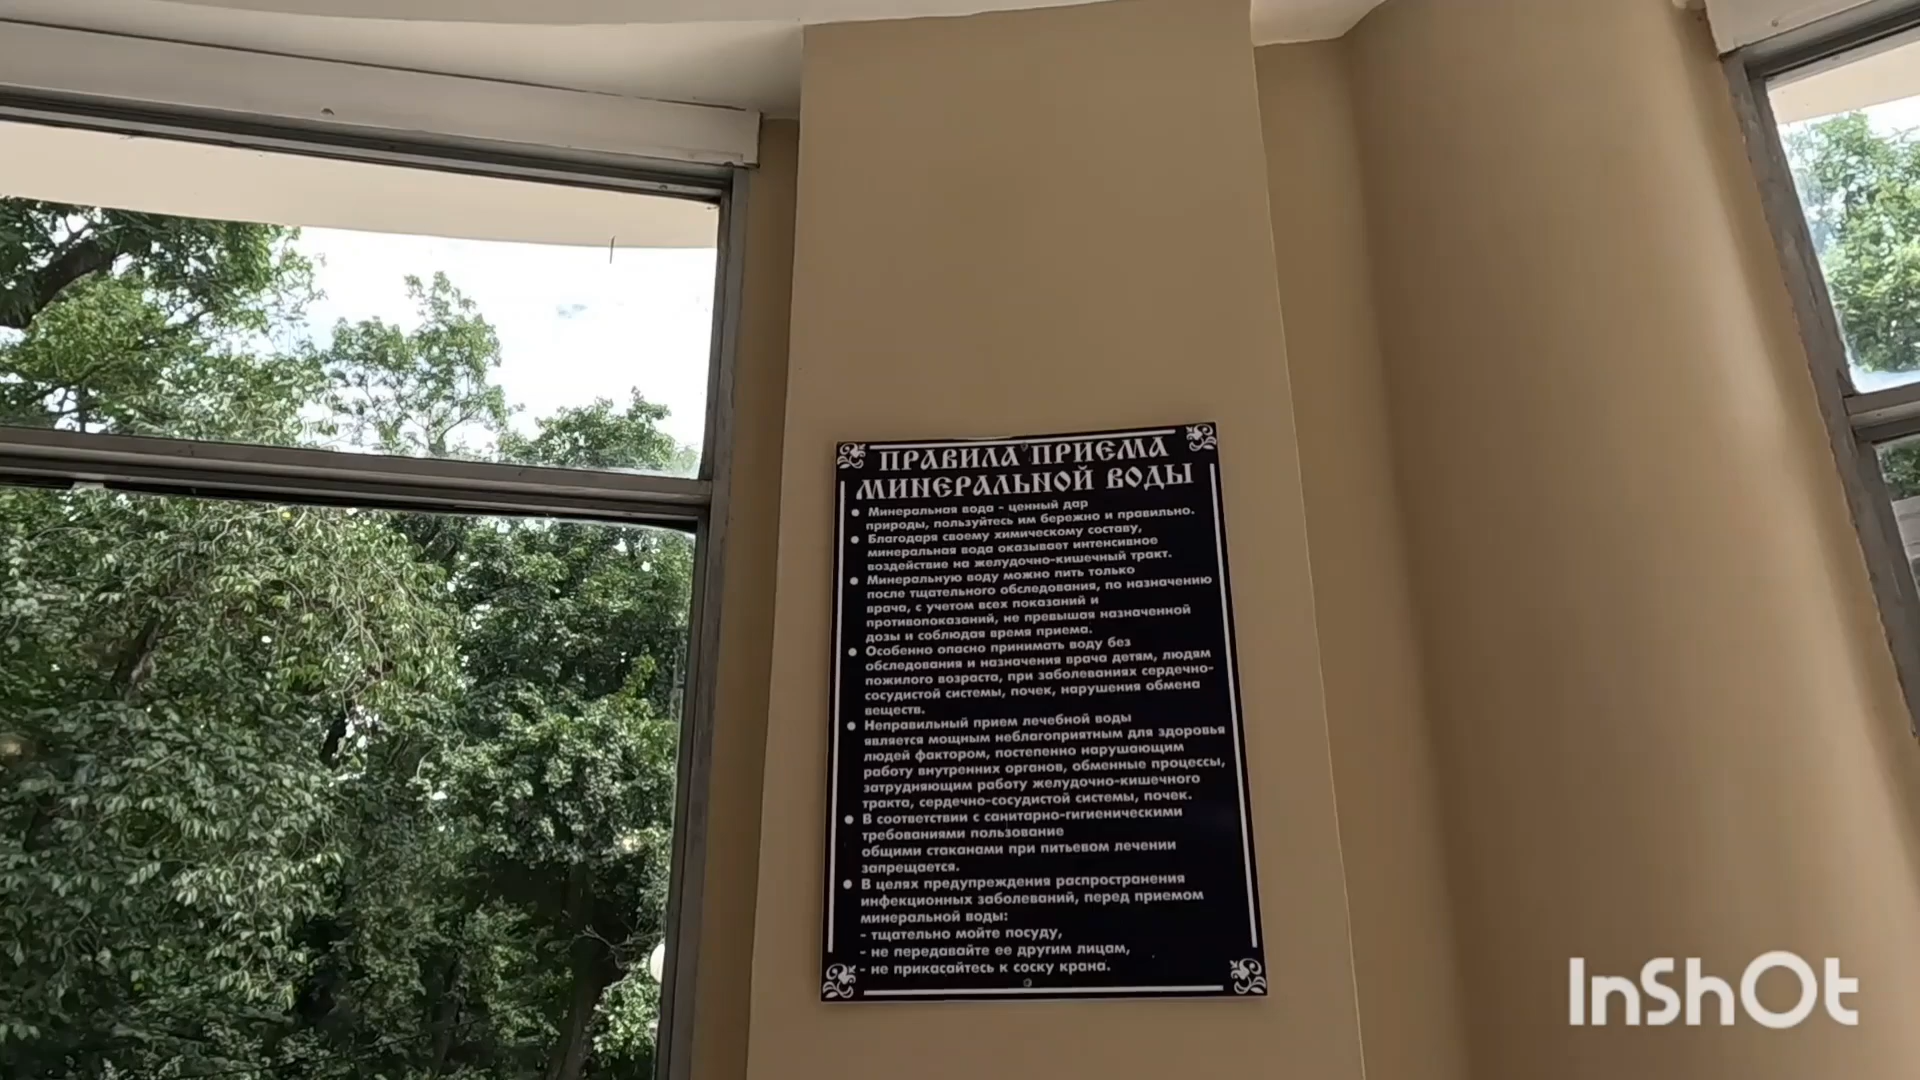 ПРАВИЛА ПРИЕМА
МИНЕРАЛЬНОЙ ВОДЫ
• Минеральная вода - ценный дар
природы, пользуйтесь им бережно и правильно.
• Благодаря своему химическому составу,
минеральная вода оказывает интенсивное
воздействие на желудочно-кишечный тракт.
• Минеральную воду можно пить только
после тщательного обследования, по назначению
врача, с учетом всех показаний и
противопоказаний, не превышая назначенной
дозы и соблюдая время приема.
• Особенно опасно принимать воду без
обследования и назначения врача детям, людям
пожилого возраста, при заболеваниях сердечно-
сосудистой системы, почек, нарушения обмена
веществ.
• Неправильный прием лечебной воды
является мощным неблагоприятным для здоровья
людей фактором, постепенно нарушающим
работу внутренних органов, обменные процессы,
затрудняющим работу желудочно-кишечного
тракта, сердечно-сосудистой системы, почек.
• В соответствии с санитарно-гигиеническими
требованиями пользование
общими стаканами при питьевом лечении
запрещается.
• В целях предупреждения распространения
инфекционных заболеваний, перед приемом
минеральной воды:
- тщательно мойте посуду,
- не передавайте ее другим лицам,
- не прикасайтесь к соску крана.
InShOt